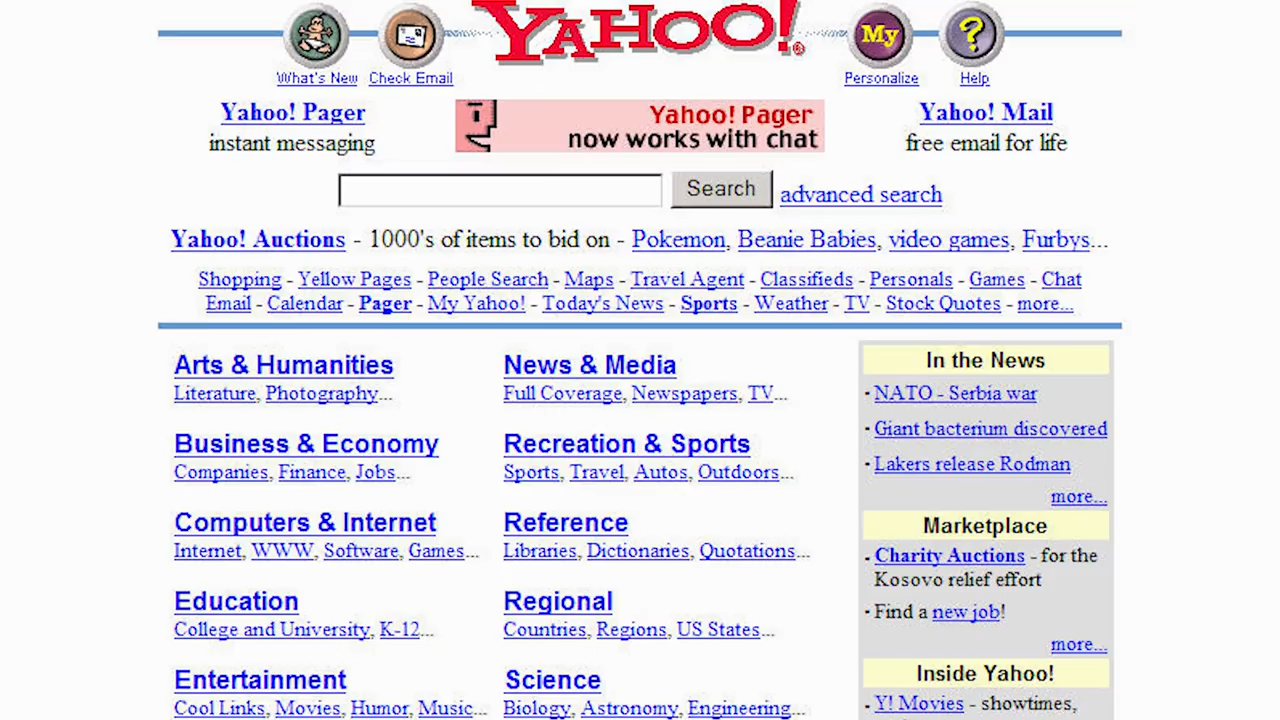 YAHOO!®
My ?
What's New Check Email Personalize Help
Yahoo! Pager
instant messaging
Yahoo! Pager
now works with chat
Yahoo! Mail
free email for life
Search advanced search
Yahoo! Auctions - 1000's of items to bid on - Pokemon, Beanie Babies, video games, Furbys...
Shopping - Yellow Pages - People Search - Maps - Travel Agent - Classifieds - Personals - Games - Chat
Email - Calendar - Pager - My Yahoo! - Today's News - Sports - Weather - TV - Stock Quotes - more...
Arts & Humanities
Literature, Photography...
Business & Economy
Companies, Finance, Jobs...
Computers & Internet
Internet, WWW, Software, Games...
Education
College and University, K-12...
Entertainment
Cool Links, Movies, Humor, Music...
News & Media
Full Coverage, Newspapers, TV...
Recreation & Sports
Sports, Travel, Autos, Outdoors...
Reference
Libraries, Dictionaries, Quotations...
Regional
Countries, Regions, US States...
Science
Biology, Astronomy, Engineering...
In the News
· NATO - Serbia war
· Giant bacterium discovered
· Lakers release Rodman
more...
Marketplace
· Charity Auctions - for the
Kosovo relief effort
· Find a new job!
more...
Inside Yahoo!
· Y! Movies - showtimes,